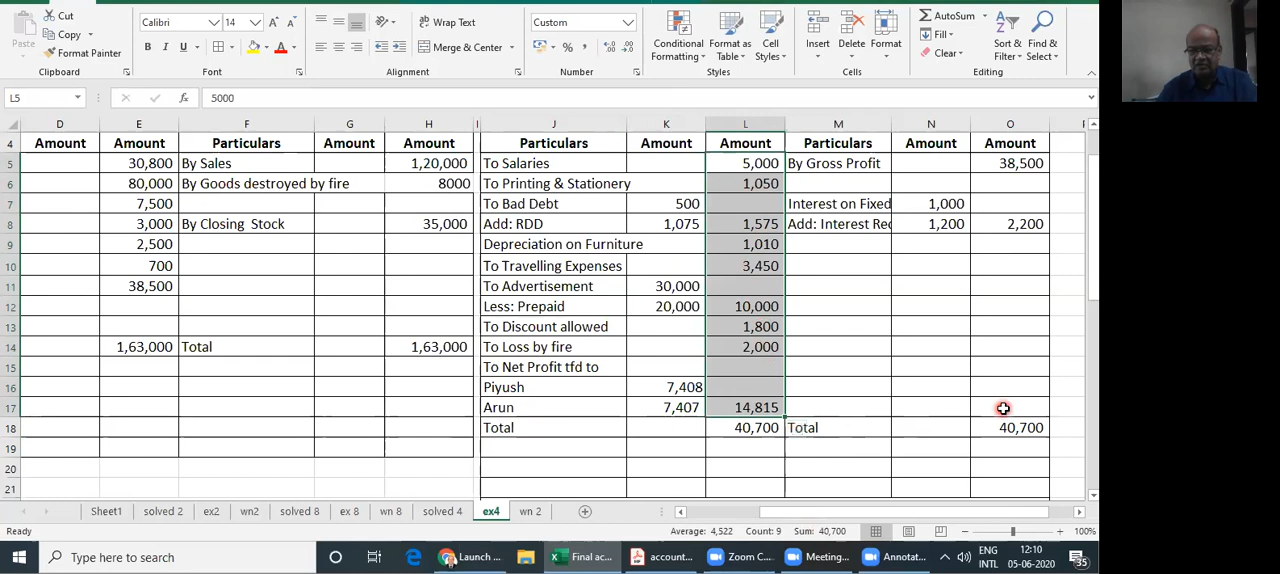 Cut
Copy
Format Painter
Paste
Clipboard
Calibri 14
B I U
Font
Wrap Text
Merge & Center
Alignment
Custom
Number
Conditional Formatting
Format as Table
Cell Styles
Styles
Insert Delete Format
Cells
AutoSum
Fill
Clear
Sort & Filter
Find & Select
Editing
L5 fx 5000
D E F G H I J K L M N O
4 Amount Amount Particulars Amount Amount Particulars Amount Amount Particulars Amount Amount
5 30,800 By Sales 1,20,000 To Salaries 5,000 By Gross Profit 38,500
6 80,000 By Goods destroyed by fire 8000 To Printing & Stationery 1,050
7 7,500 To Bad Debt 500 Interest on Fixed 1,000
8 3,000 By Closing Stock 35,000 Add: RDD 1,075 1,575 Add: Interest Rec 1,200 2,200
9 2,500 Depreciation on Furniture 1,010
10 700 To Travelling Expenses 3,450
11 38,500 To Advertisement 30,000
12 Less: Prepaid 20,000 10,000
13 To Discount allowed 1,800
14 1,63,000 Total 1,63,000 To Loss by fire 2,000
15 To Net Profit tfd to
16 Piyush 7,408
17 Arun 7,407 14,815
18 Total 40,700 Total 40,700
19
20
21
Sheet1 solved 2 ex2 wn2 solved 8 ex 8 wn 8 solved 4 ex4 wn 2
Ready Average: 4,522 Count: 9 Sum: 40,700 100%
Type here to search Launch ... Final ac... account... Zoom C... Meeting... Annotat... ENG INTL 12:10 05-06-2020 35